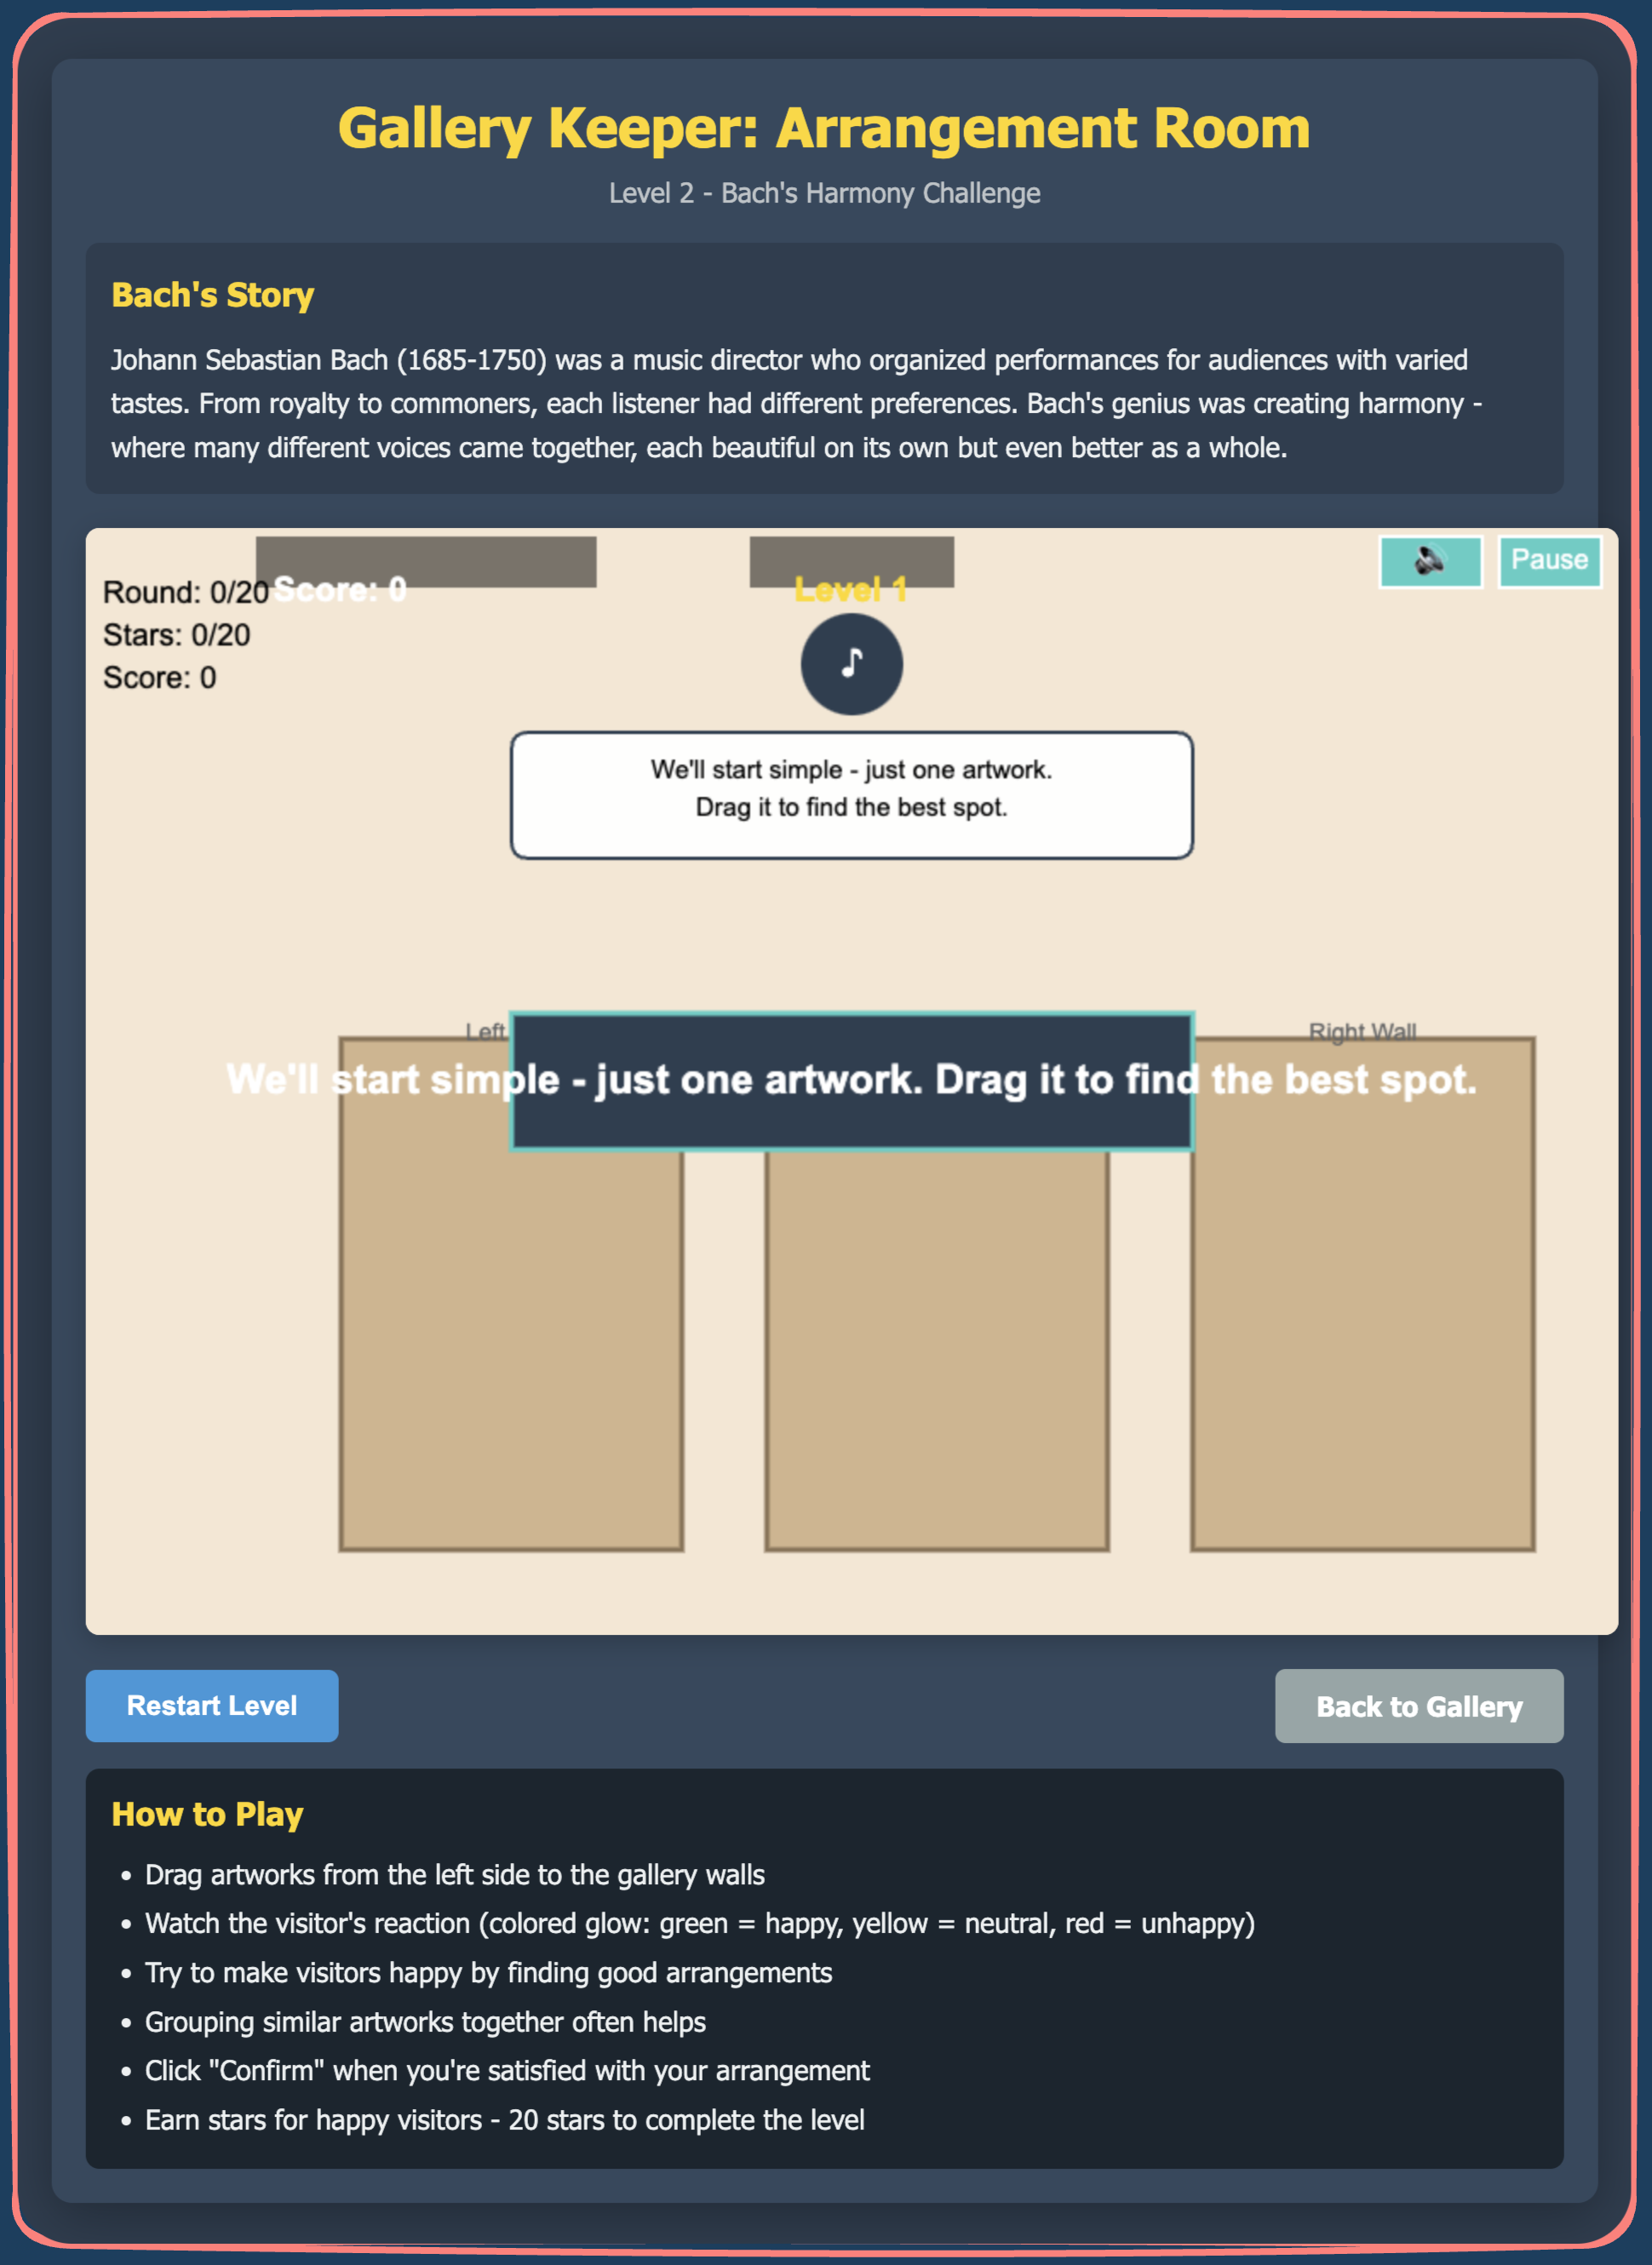 Gallery Keeper: Arrangement Room
Level 2 - Bach's Harmony Challenge
Bach's Story
Johann Sebastian Bach (1685-1750) was a music director who organized performances for audiences with varied
tastes. From royalty to commoners, each listener had different preferences. Bach's genius was creating harmony -
where many different voices came together, each beautiful on its own but even better as a whole.
Pause
Round: 0/20
Score: 0
Level 1
Stars: 0/20
Score: 0
We'll start simple - just one artwork.
Drag it to find the best spot.
Left
Right Wall
We'll start simple - just one artwork. Drag it to find the best spot.
Restart Level
Back to Gallery
How to Play
• Drag artworks from the left side to the gallery walls
• Watch the visitor's reaction (colored glow: green = happy, yellow = neutral, red = unhappy)
• Try to make visitors happy by finding good arrangements
• Grouping similar artworks together often helps
• Click "Confirm" when you're satisfied with your arrangement
• Earn stars for happy visitors - 20 stars to complete the level